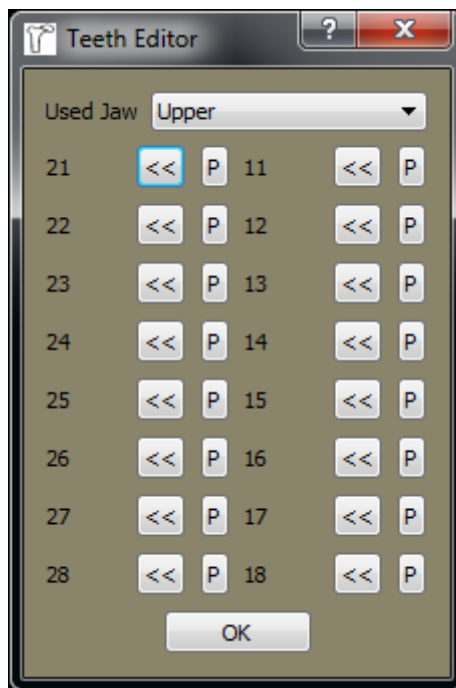 Teeth Editor ? X
Used Jaw Upper
21 << P 11 << P
22 << P 12 << P
23 << P 13 << P
24 << P 14 << P
25 << P 15 << P
26 << P 16 << P
27 << P 17 << P
28 << P 18 << P
OK